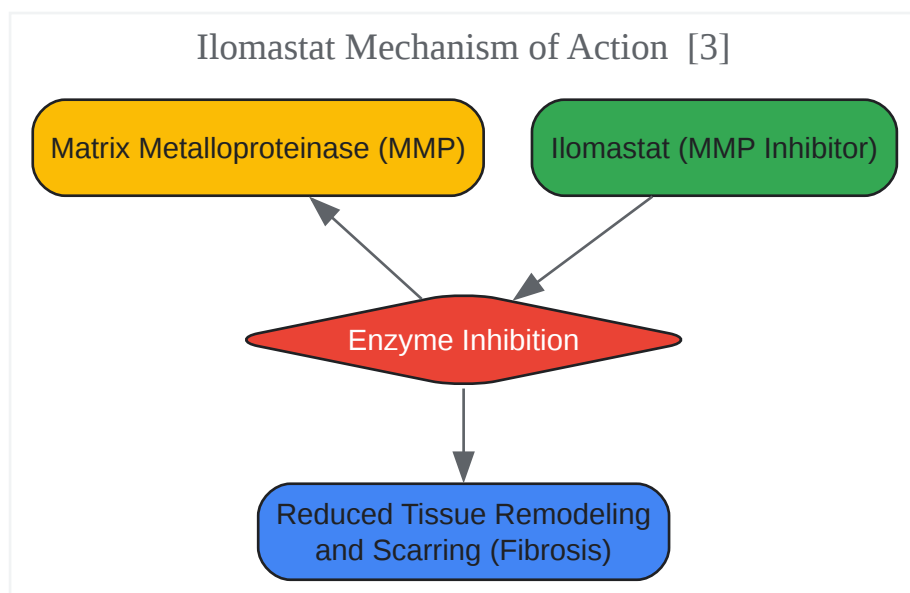 Ilomastat Mechanism of Action  [3]
Matrix Metalloproteinase (MMP)
Ilomastat (MMP Inhibitor)
Enzyme Inhibition
Reduced Tissue Remodeling
and Scarring (Fibrosis)